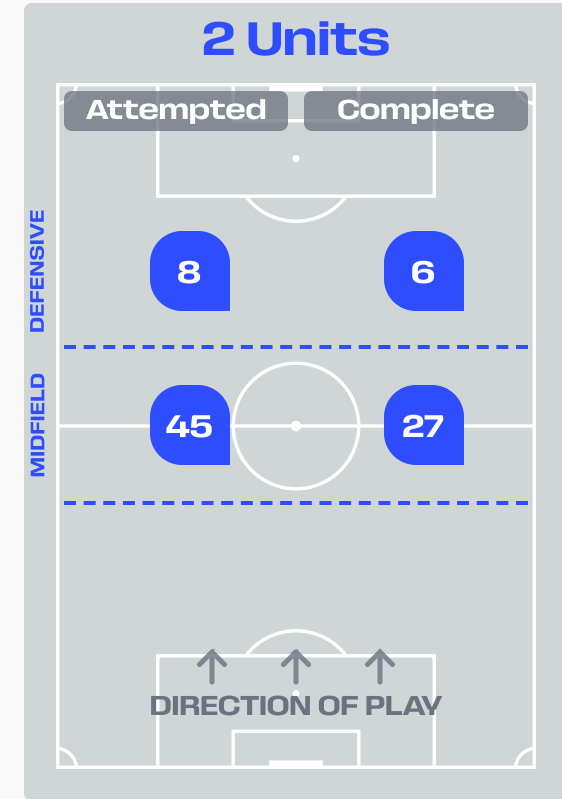 2 Units
Attempted Complete
DEFENSIVE
8 6
MIDFIELD
45 27
DIRECTION OF PLAY